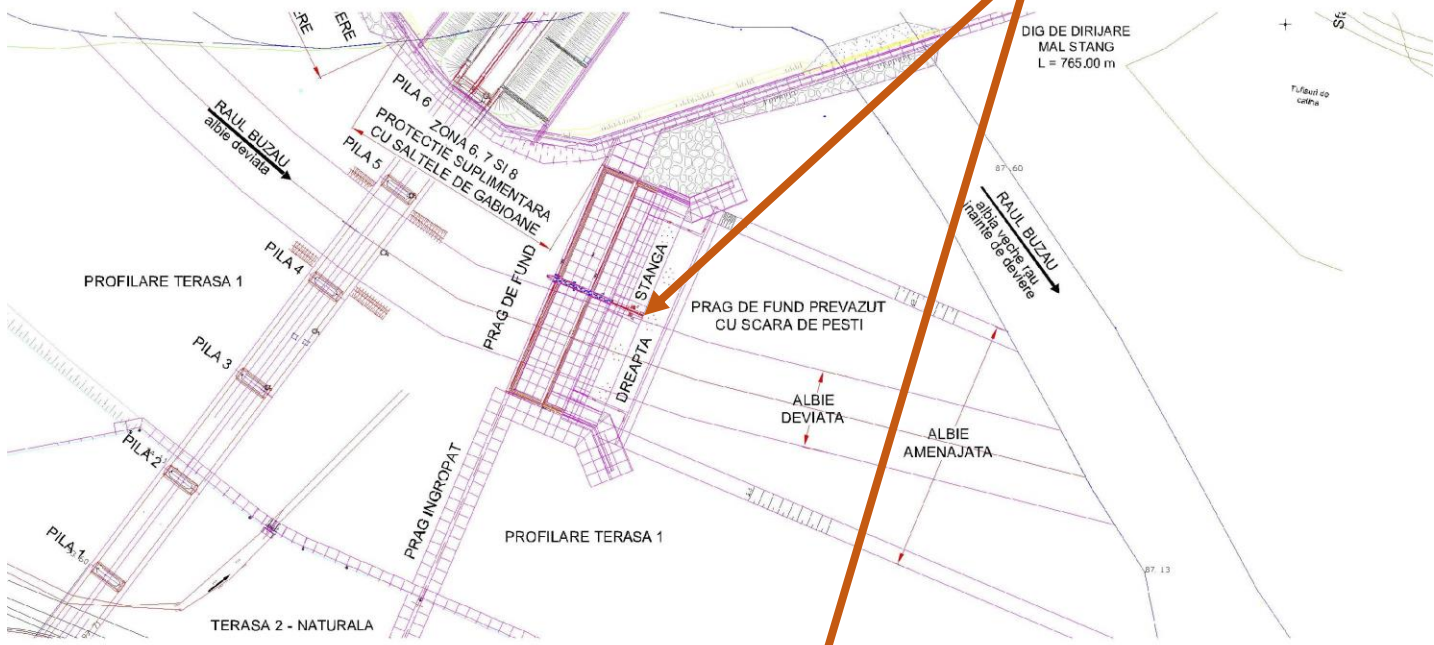 DIG DE DIRIJARE
MAL STANG
L = 765.00 m
Tufisuri de
catina
PILA 6
ZONA 6, 7 SI 8
PROTECTIE SUPLIMENTARA
CU SALTELE DE GABIOANE
RAUL BUZAU
albie deviata
PILA 5
87.60
RAUL BUZAU
albia veche rau
inainte de deviere
PILA 4
PROFILARE TERASA 1
PRAG DE FUND
STANGA
PRAG DE FUND PREVAZUT
CU SCARA DE PESTI
DREAPTA
PILA 3
ALBIE
DEVIATA
ALBIE
AMENAJATA
PILA 2
PRAG INGROPAT
PROFILARE TERASA 1
PILA 1
87.13
TERASA 2 - NATURALA